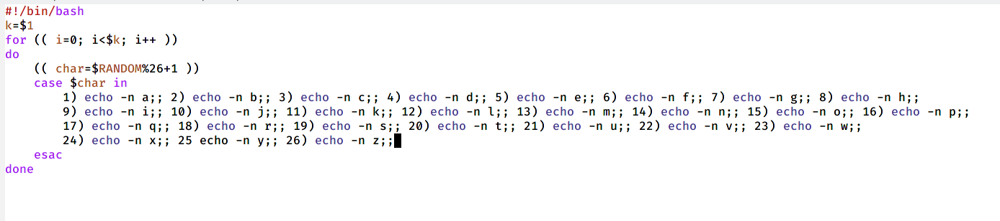 #!/bin/bash
k=$1
for (( i=0; i<$k; i++ ))
do
    (( char=$RANDOM%26+1 ))
    case $char in
        1) echo -n a;; 2) echo -n b;; 3) echo -n c;; 4) echo -n d;; 5) echo -n e;; 6) echo -n f;; 7) echo -n g;; 8) echo -n h;;
        9) echo -n i;; 10) echo -n j;; 11) echo -n k;; 12) echo -n l;; 13) echo -n m;; 14) echo -n n;; 15) echo -n o;; 16) echo -n p;;
        17) echo -n q;; 18) echo -n r;; 19) echo -n s;; 20) echo -n t;; 21) echo -n u;; 22) echo -n v;; 23) echo -n w;;
        24) echo -n x;; 25 echo -n y;; 26) echo -n z;;
    esac
done